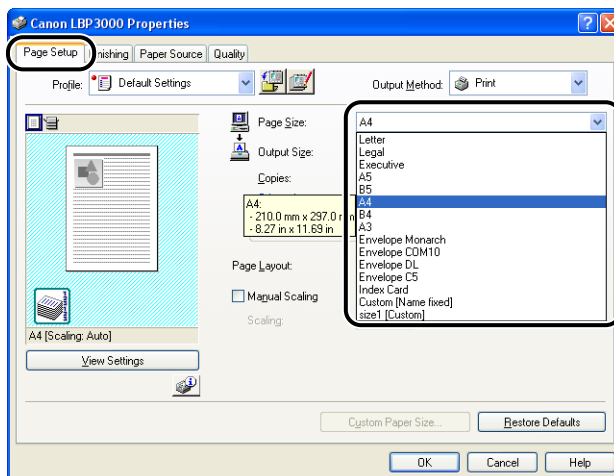 Canon LBP3000 Properties
Page Setup
nishing
Paper Source
Quality
Profile:
Default Settings
Output Method:
Print
Page Size:
A4
Output Size:
Copies:
Letter
Legal
Executive
A5
B5
A4
B4
A3
Envelope Monarch
Envelope COM10
Envelope DL
Envelope C5
Index Card
Custom [Name fixed]
size1 [Custom]
A4:
- 210.0 mm x 297.0 m
- 8.27 in x 11.69 in
Page Layout:
Manual Scaling
Scaling:
A4 [Scaling: Auto]
View Settings
Custom Paper Size...
Restore Defaults
OK
Cancel
Help